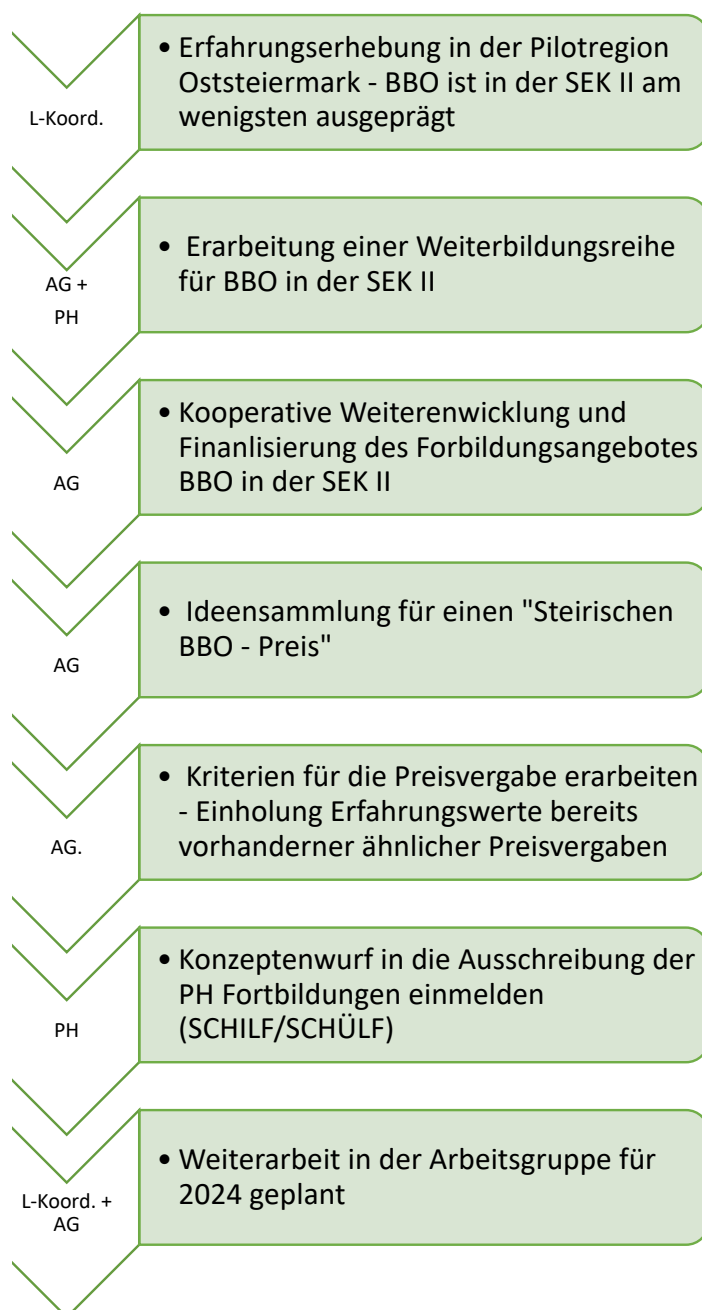 L-Koord.
• Erfahrungserhebung in der Pilotregion
Oststeiermark - BBO ist in der SEK II am
wenigsten ausgeprägt
AG +
PH
• Erarbeitung einer Weiterbildungsreihe
für BBO in der SEK II
AG
• Kooperative Weiterenwicklung und
Finanlisierung des Forbildungsangebotes
BBO in der SEK II
AG
• Ideensammlung für einen "Steirischen
BBO - Preis"
AG.
• Kriterien für die Preisvergabe erarbeiten
- Einholung Erfahrungswerte bereits
vorhanderner ähnlicher Preisvergaben
PH
• Konzeptenwurf in die Ausschreibung der
PH Fortbildungen einmelden
(SCHILF/SCHÜLF)
L-Koord. +
AG
• Weiterarbeit in der Arbeitsgruppe für
2024 geplant